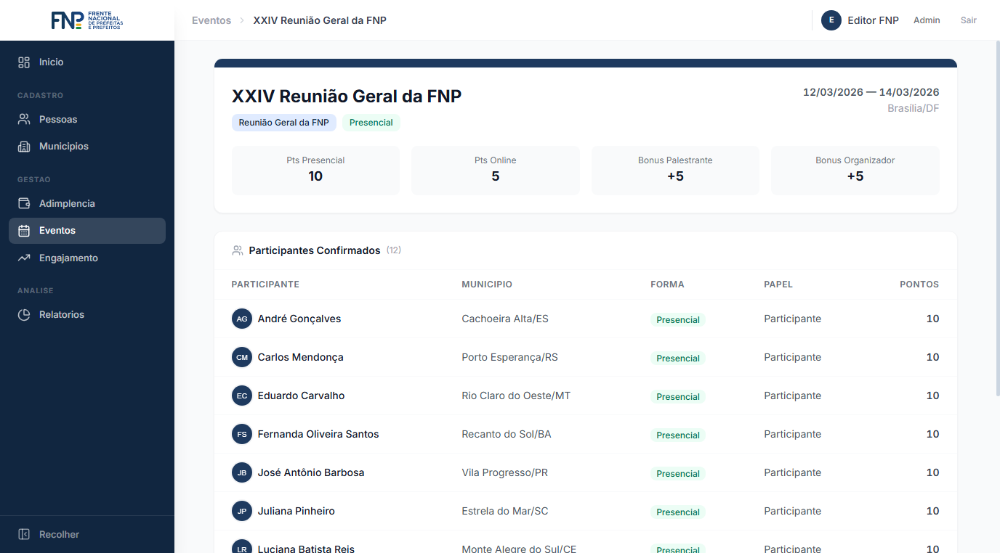 FNP FRENTE
NACIONAL
DE PREFEITAS
E PREFEITOS
Eventos > XXIV Reunião Geral da FNP
E Editor FNP Admin Sair
Inicio
CADASTRO
Pessoas
Municipios
GESTAO
Adimplencia
Eventos
Engajamento
ANALISE
Relatorios
Recolher
XXIV Reunião Geral da FNP
12/03/2026 — 14/03/2026
Brasília/DF
Reunião Geral da FNP Presencial
Pts Presencial
10
Pts Online
5
Bonus Palestrante
+5
Bonus Organizador
+5
Participantes Confirmados (12)
PARTICIPANTE MUNICIPIO FORMA PAPEL PONTOS
AG André Gonçalves Cachoeira Alta/ES Presencial Participante 10
CM Carlos Mendonça Porto Esperança/RS Presencial Participante 10
EC Eduardo Carvalho Rio Claro do Oeste/MT Presencial Participante 10
FS Fernanda Oliveira Santos Recanto do Sol/BA Presencial Participante 10
JB José Antônio Barbosa Vila Progresso/PR Presencial Participante 10
JP Juliana Pinheiro Estrela do Mar/SC Presencial Participante 10
LR Luciana Batista Reis Monte Alegre do Sul/CE Presencial Participante 10